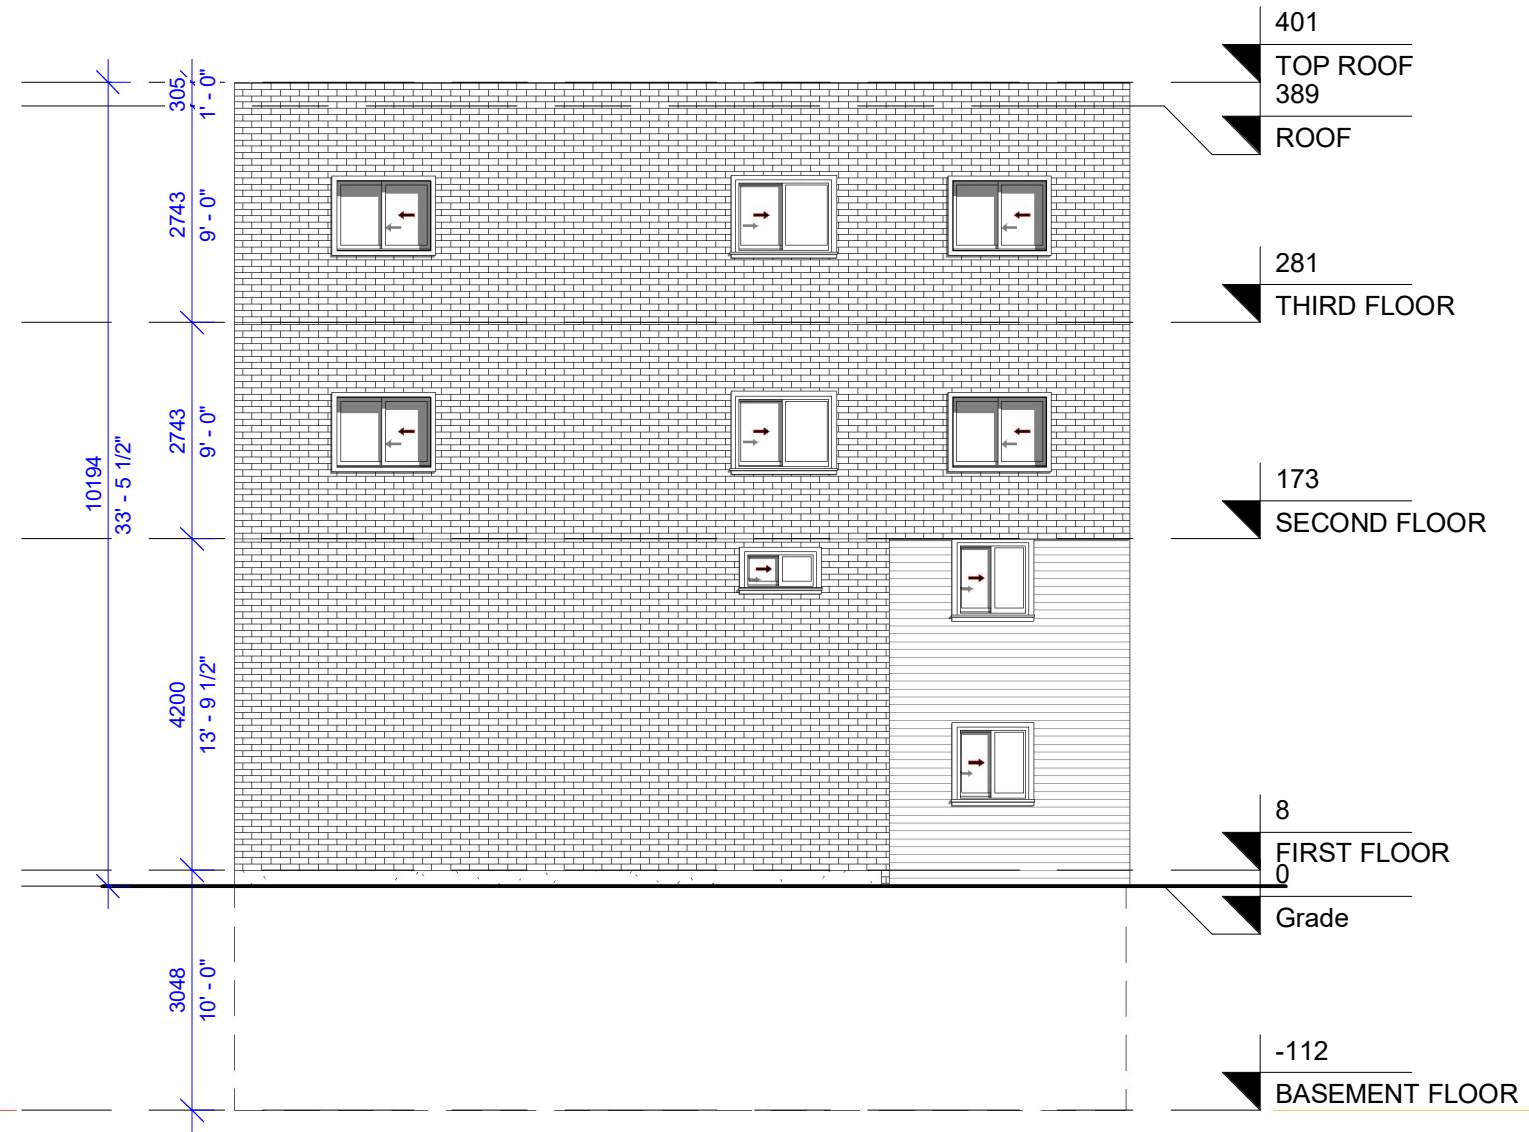 401
TOP ROOF
389
ROOF
305
1' - 0"
2743
9' - 0"
281
THIRD FLOOR
2743
9' - 0"
10194
33' - 5 1/2"
173
SECOND FLOOR
4200
13' - 9 1/2"
8
FIRST FLOOR
0
Grade
3048
10' - 0"
-112
BASEMENT FLOOR